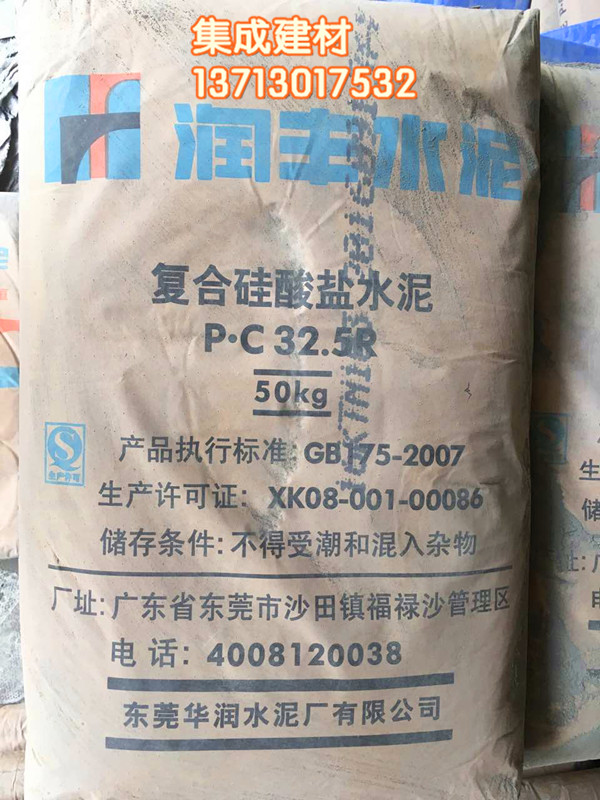 集成建材
13713017532
润丰水泥
复合硅酸盐水泥
P·C 32.5R
50kg
产品执行标准: GB175-2007
生产许可证: XK08-001-00086
储存条件: 不得受潮和混入杂物
厂址: 广东省东莞市沙田镇福禄沙管理区
电话: 4008120038
东莞华润水泥厂有限公司
生产许可